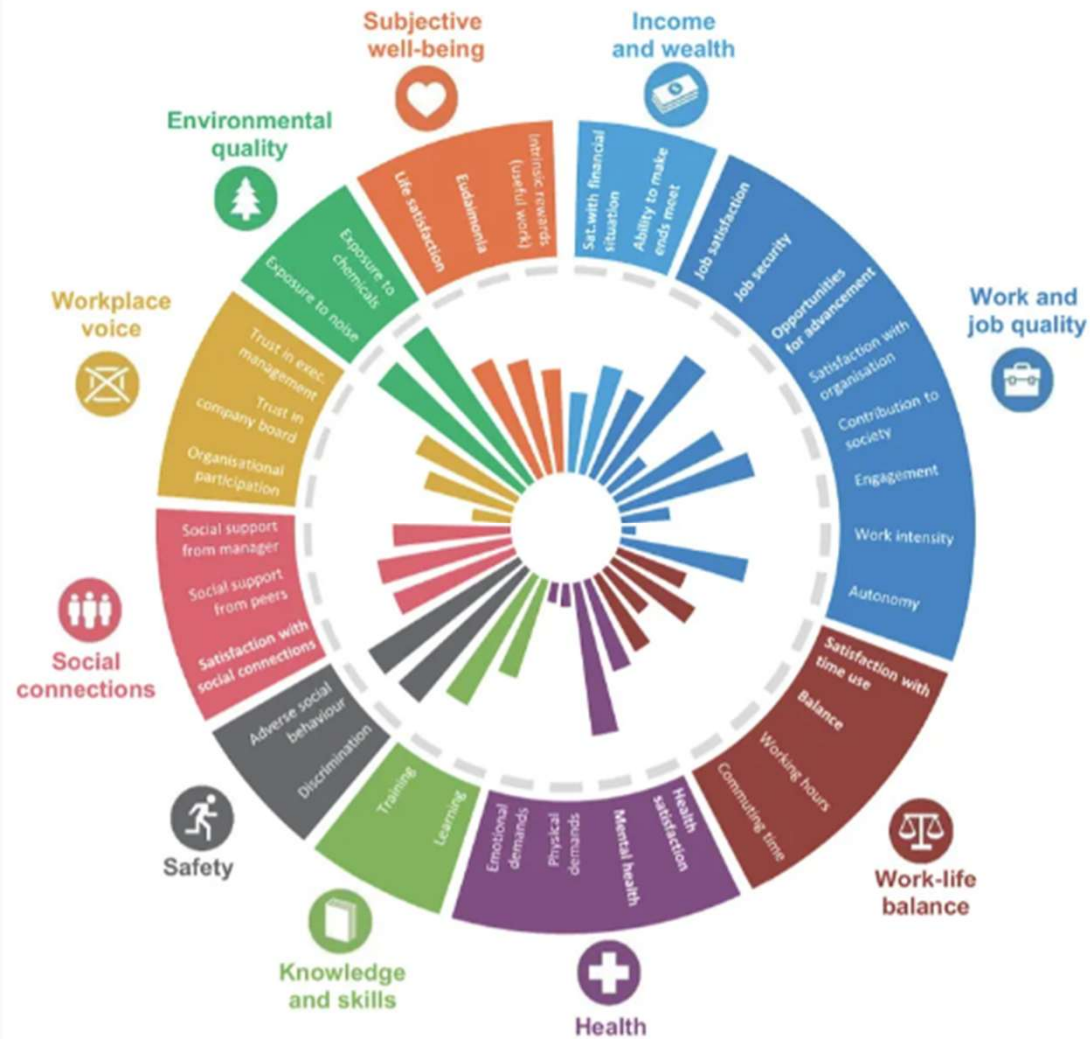 Subjective
well-being
Income
and wealth
Environmental
quality
Workplace
voice
Work and
job quality
Social
connections
Safety
Work-life
balance
Knowledge
and skills
Health
Sat.with financial
situation
Ability to make
ends meet
Job satisfaction
Job security
Opportunities
for advancement
Satisfaction with
organisation
Contribution to
society
Engagement
Work intensity
Autonomy
Satisfaction with
time use
Balance
Working hours
Commuting time
Health
satisfaction
Mental health
Physical
demands
Emotional
demands
Learning
Training
Discrimination
Adverse social
behaviour
Satisfaction with
social connections
Social support
from peers
Social support
from manager
Organisational
participation
Trust in
company board
Trust in exec.
management
Exposure to noise
Exposure to
chemicals
Life satisfaction
Eudaimonia
Intrinsic rewards
(useful work)